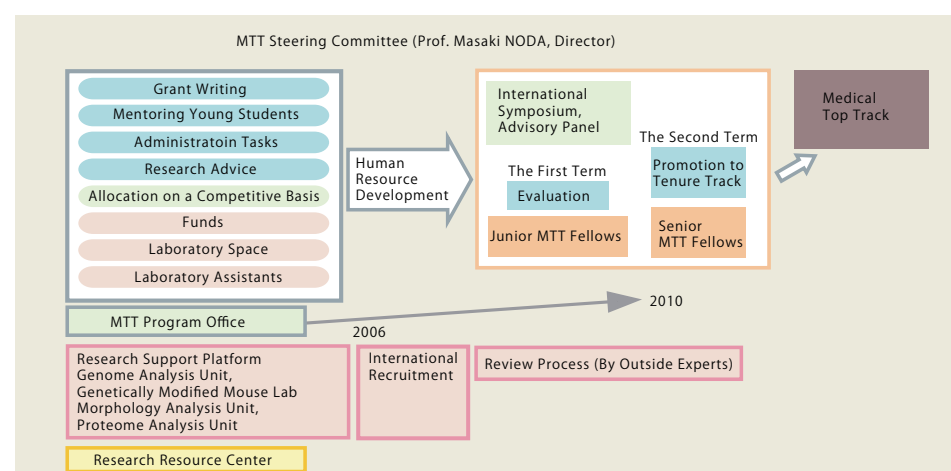 MTT Steering Committee (Prof. Masaki NODA, Director)
Grant Writing
Mentoring Young Students
Administratoin Tasks
Research Advice
Allocation on a Competitive Basis
Funds
Laboratory Space
Laboratory Assistants
Human
Resource
Development
International
Symposium,
Advisory Panel
The First Term
Evaluation
Junior MTT Fellows
The Second Term
Promotion to
Tenure Track
Senior
MTT Fellows
Medical
Top Track
MTT Program Office
2006
2010
Research Support Platform
Genome Analysis Unit,
Genetically Modified Mouse Lab
Morphology Analysis Unit,
Proteome Analysis Unit
International
Recruitment
Review Process (By Outside Experts)
Research Resource Center